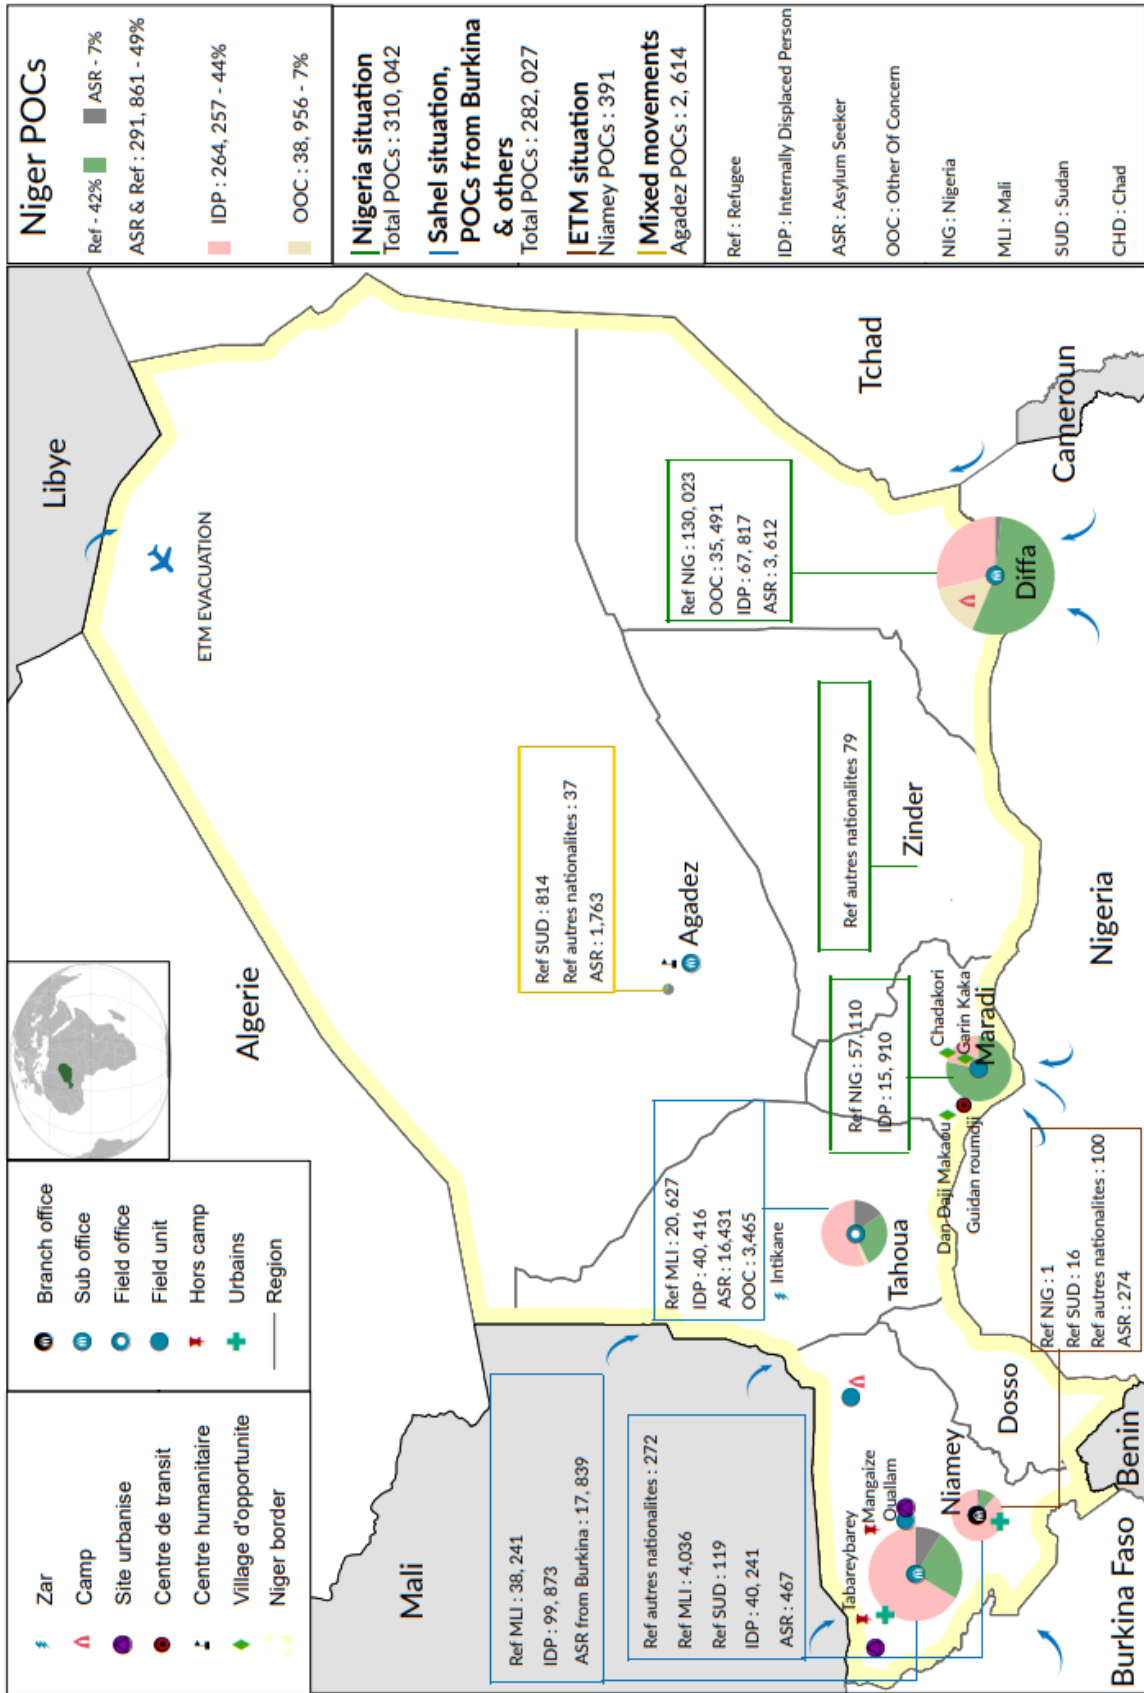 Zar
Camp
Site urbanise
Centre de transit
Centre humanitaire
Village d'opportunite
Niger border
Branch office
Sub office
Field office
Field unit
Hors camp
Urbains
Region
Niger POCs
Ref - 42%
ASR - 7%
ASR & Ref : 291, 861 - 49%
IDP : 264, 257 - 44%
OOC : 38, 956 - 7%
Nigeria situation
Total POCs : 310, 042
Sahel situation,
POCs from Burkina
& others
Total POCs : 282, 027
ETM situation
Niamey POCs : 391
Mixed movements
Agadez POCs : 2, 614
Ref : Refugee
IDP : Internally Displaced Person
ASR : Asylum Seeker
OOC : Other Of Concern
NIG : Nigeria
MLI : Mali
SUD : Sudan
CHD : Chad
Libye
Algerie
ETM EVACUATION
Mali
Ref SUD : 814
Ref autres nationalites : 37
ASR : 1,763
Agadez
Tchad
Ref MLI : 38, 241
IDP : 99, 873
ASR from Burkina : 17, 839
Ref autres nationalites : 272
Ref MLI : 4,036
Ref SUD : 119
IDP : 40, 241
ASR : 467
Ref MLI : 20, 627
IDP : 40, 416
ASR : 16,431
OOC : 3,465
Intikane
Ref NIG : 130, 023
OOC : 35, 491
IDP : 67, 817
ASR : 3, 612
Ref NIG : 57, 110
IDP : 15, 910
Ref autres nationalites 79
Zinder
Tabareybarey
Mangaize
Ouallam
Tahoua
Niamey
Dosso
Dan Daji Makaou
Guidan roumdji
Chadakori
Garin Kaka
Maradi
Diffa
Cameroun
Ref NIG : 1
Ref SUD : 16
Ref autres nationalites : 100
ASR : 274
Nigeria
Burkina Faso
Benin